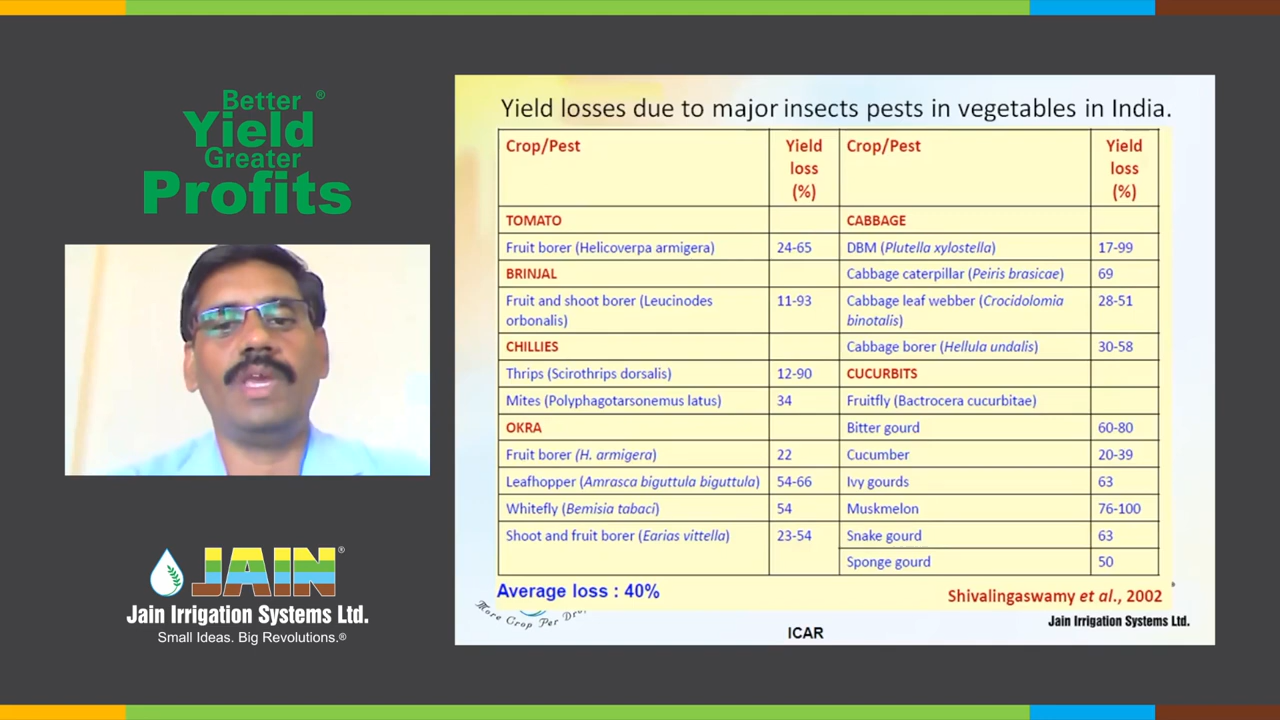 Better ®
Yield
Greater
Profits
JAIN®
Jain Irrigation Systems Ltd.
Small Ideas. Big Revolutions.®
Yield losses due to major insects pests in vegetables in India.
Crop/Pest Yield loss (%) Crop/Pest Yield loss (%)
TOMATO CABBAGE
Fruit borer (Helicoverpa armigera) 24-65 DBM (Plutella xylostella) 17-99
BRINJAL Cabbage caterpillar (Peiris brasicae) 69
Fruit and shoot borer (Leucinodes orbonalis) 11-93 Cabbage leaf webber (Crocidolomia binotalis) 28-51
CHILLIES Cabbage borer (Hellula undalis) 30-58
Thrips (Scirothrips dorsalis) 12-90 CUCURBITS
Mites (Polyphagotarsonemus latus) 34 Fruitfly (Bactrocera cucurbitae)
OKRA Bitter gourd 60-80
Fruit borer (H. armigera) 22 Cucumber 20-39
Leafhopper (Amrasca biguttula biguttula) 54-66 Ivy gourds 63
Whitefly (Bemisia tabaci) 54 Muskmelon 76-100
Shoot and fruit borer (Earias vittella) 23-54 Snake gourd 63
Sponge gourd 50
Average loss : 40% Shivalingaswamy et al., 2002
More Crop Per Drop
Jain Irrigation Systems Ltd.
ICAR